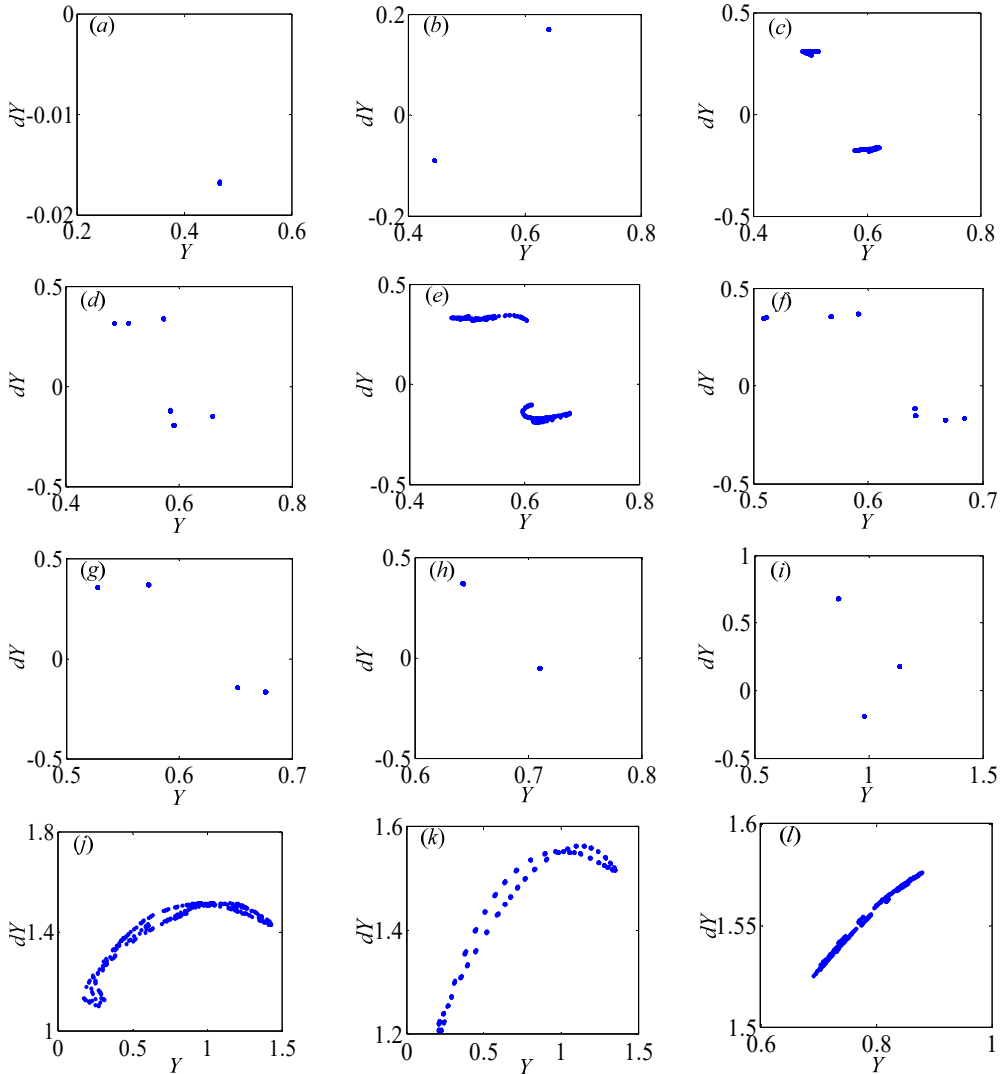 0 (a)
-0.01
-0.02
dY
0.2 0.4 0.6
Y
0.2 (b)
0
-0.2
dY
0.4 0.6 0.8
Y
0.5 (c)
0
-0.5
dY
0.4 0.6 0.8
Y
0.5 (d)
0
-0.5
dY
0.4 0.6 0.8
Y
0.5 (e)
0
-0.5
dY
0.4 0.6 0.8
Y
0.5 (f)
0
-0.5
dY
0.5 0.6 0.7
Y
0.5 (g)
0
-0.5
dY
0.5 0.6 0.7
Y
0.5 (h)
0
-0.5
dY
0.6 0.7 0.8
Y
1 (i)
0.5
0
-0.5
dY
0.5 1 1.5
Y
1.8 (j)
1.4
1
dY
0 0.5 1 1.5
Y
1.6 (k)
1.4
1.2
dY
0 0.5 1 1.5
Y
1.6 (l)
1.55
1.5
dY
0.6 0.8 1
Y